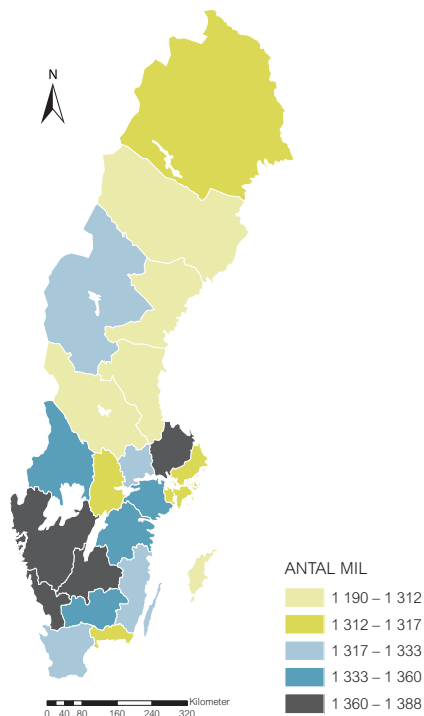 N
ANTAL MIL
1 190 – 1 312
1 312 – 1 317
1 317 – 1 333
1 333 – 1 360
1 360 – 1 388
Kilometer
0 40 80 160 240 320